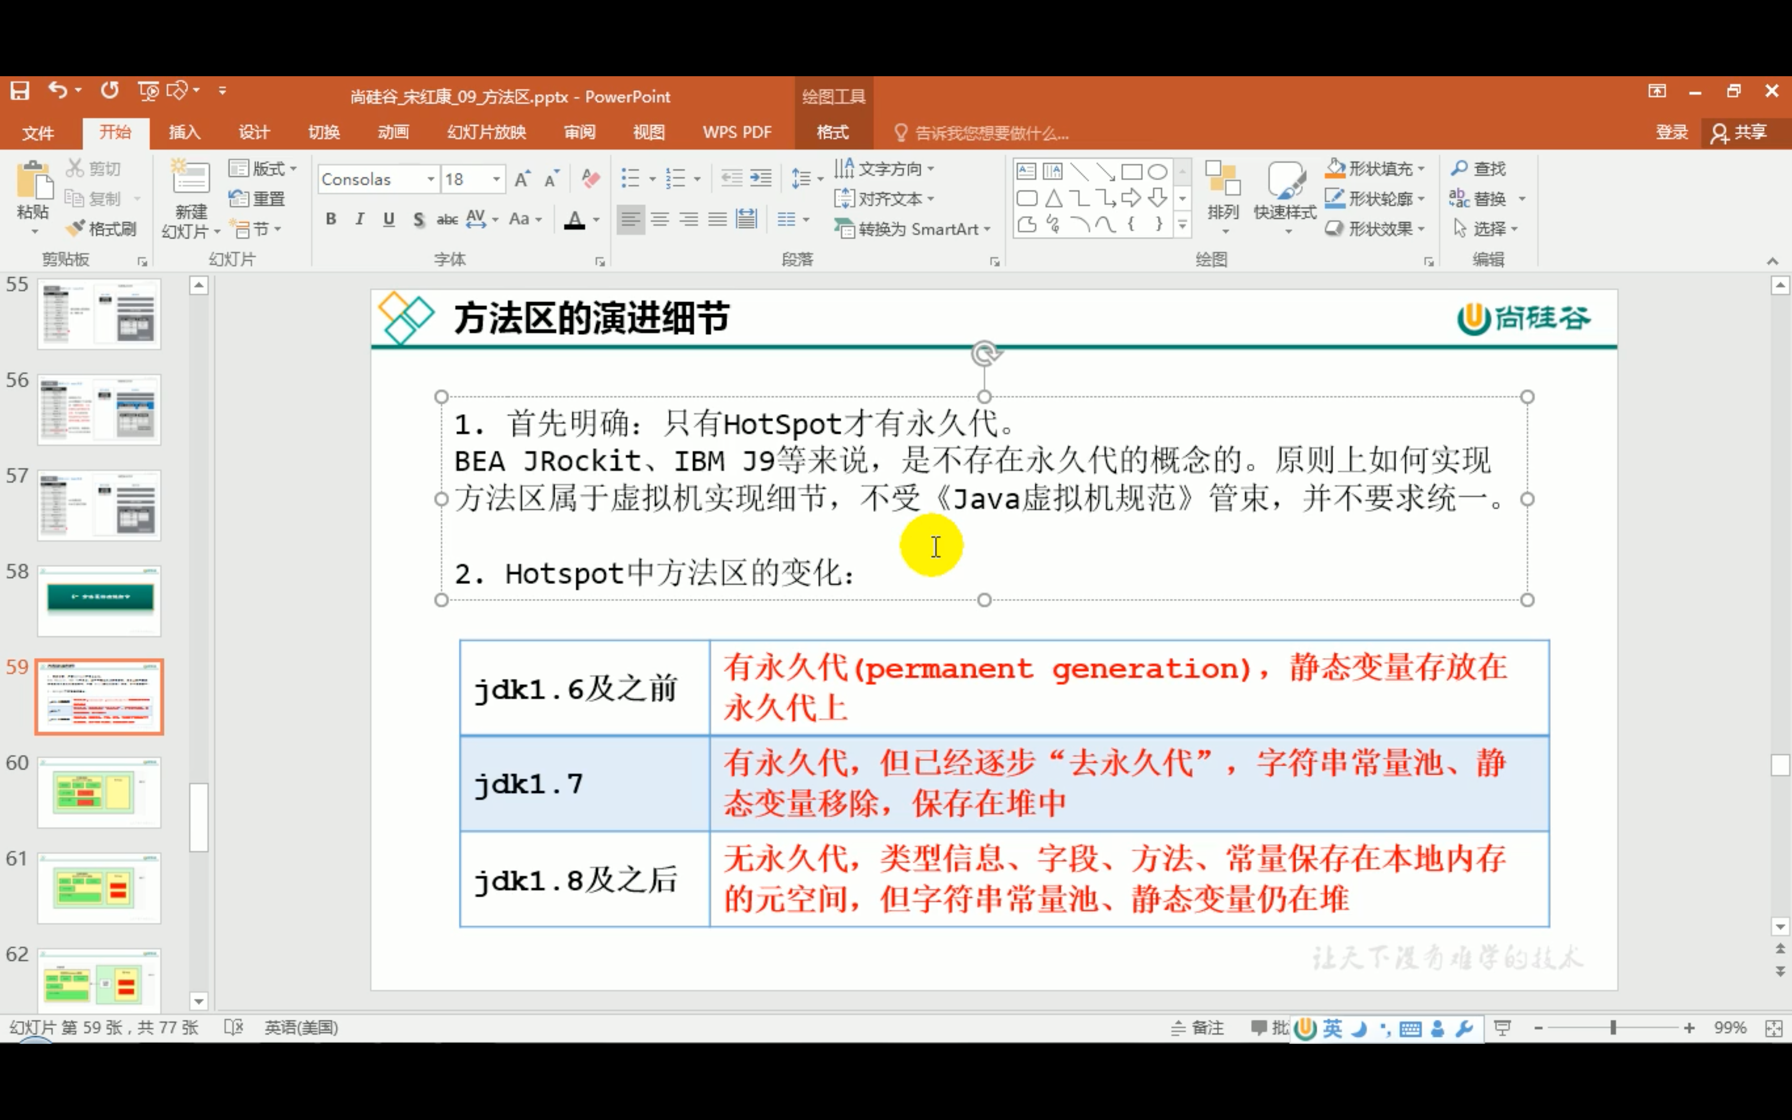 尚硅谷_宋红康_09_方法区.pptx - PowerPoint
绘图工具
文件
开始
插入
设计
切换
动画
幻灯片放映
审阅
视图
WPS PDF
格式
告诉我您想要做什么...
登录
共享
粘贴
剪切
复制
格式刷
剪贴板
新建
幻灯片
版式
重置
节
幻灯片
Consolas
18
B I U S abc AV Aa A
字体
文字方向
对齐文本
转换为 SmartArt
段落
排列
快速样式
形状填充
形状轮廓
形状效果
绘图
查找
替换
选择
编辑
55
56
57
58
59
60
61
62
方法区的演进细节
尚硅谷
1. 首先明确：只有HotSpot才有永久代。
BEA JRockit、IBM J9等来说，是不存在永久代的概念的。原则上如何实现
方法区属于虚拟机实现细节，不受《Java虚拟机规范》管束，并不要求统一。
2. Hotspot中方法区的变化：
jdk1.6及之前
有永久代(permanent generation)，静态变量存放在
永久代上
jdk1.7
有永久代，但已经逐步“去永久代”，字符串常量池、静
态变量移除，保存在堆中
jdk1.8及之后
无永久代，类型信息、字段、方法、常量保存在本地内存
的元空间，但字符串常量池、静态变量仍在堆
让天下没有难学的技术
幻灯片 第 59 张，共 77 张
英语(美国)
备注
批
英
99%